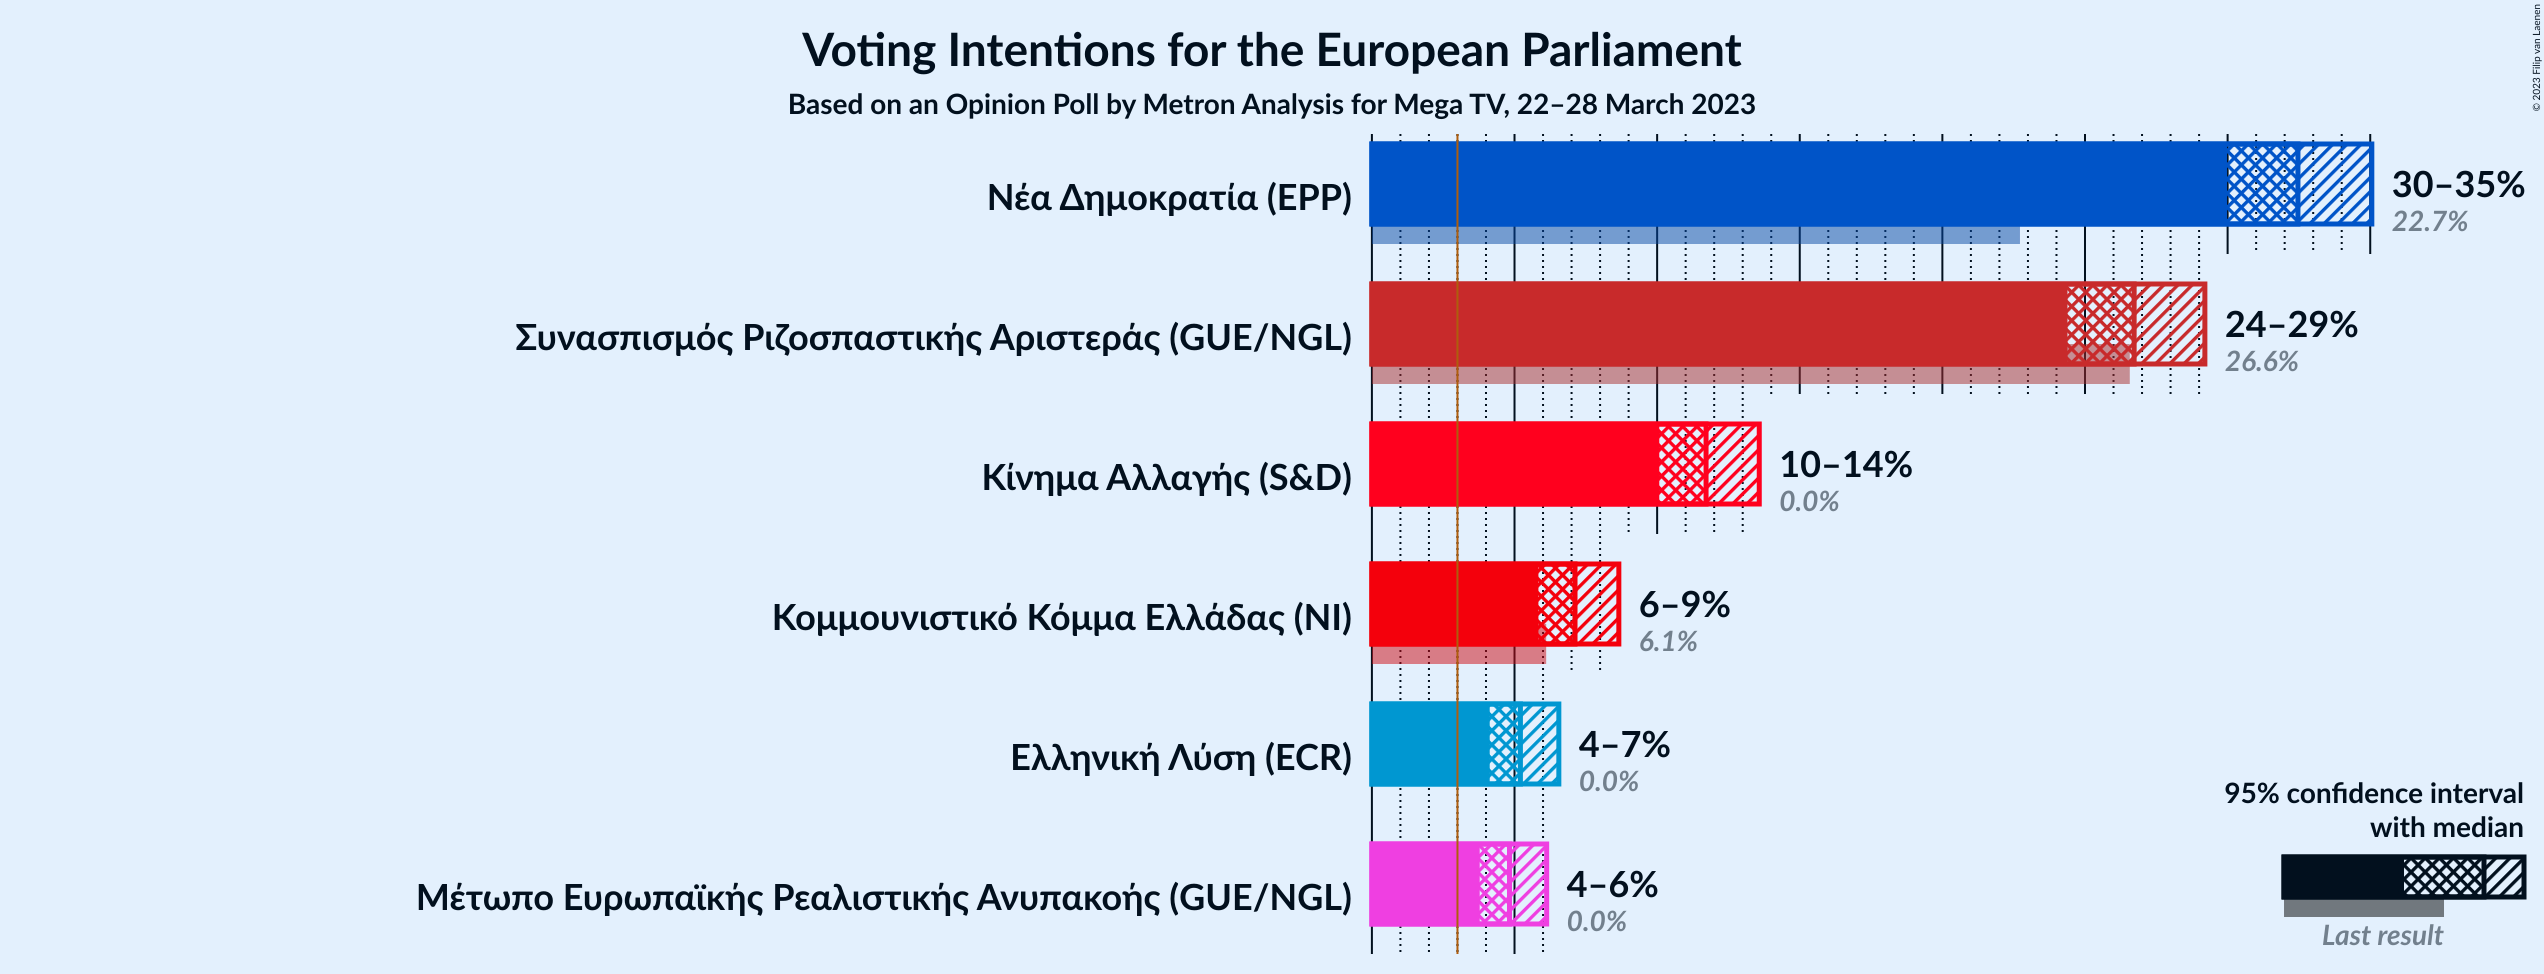 Voting Intentions for the European Parliament
Based on an Opinion Poll by Metron Analysis for Mega TV, 22–28 March 2023
© 2023 Filip van Laenen
Νέα Δημοκρατία (EPP)
30–35%
22.7%
Συνασπισμός Ριζοσπαστικής Αριστεράς (GUE/NGL)
24–29%
26.6%
Κίνημα Αλλαγής (S&D)
10–14%
0.0%
Κομμουνιστικό Κόμμα Ελλάδας (NI)
6–9%
6.1%
Ελληνική Λύση (ECR)
4–7%
0.0%
Μέτωπο Ευρωπαϊκής Ρεαλιστικής Ανυπακοής (GUE/NGL)
4–6%
0.0%
95% confidence interval
with median
Last result